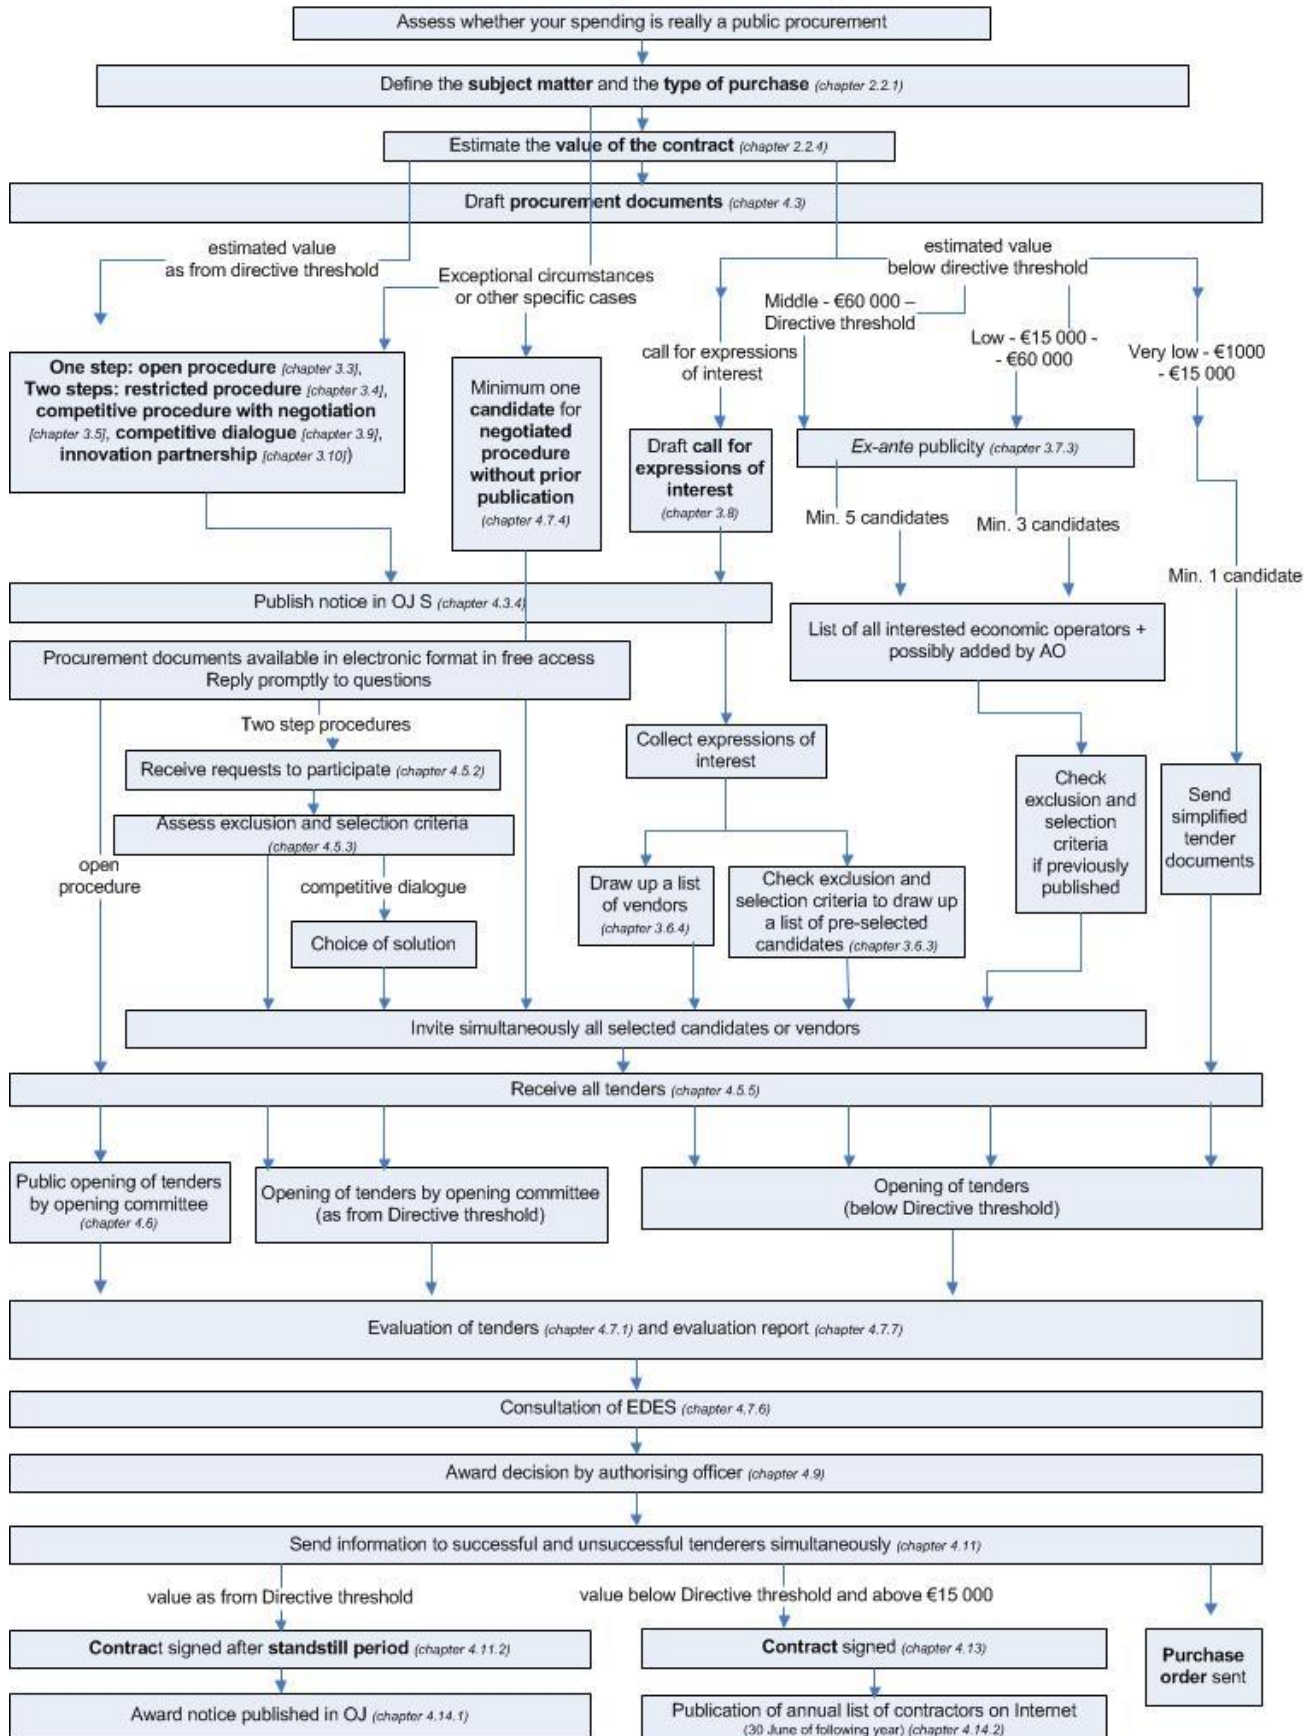 Assess whether your spending is really a public procurement
Define the subject matter and the type of purchase (chapter 2.2.1)
Estimate the value of the contract (chapter 2.2.4)
Draft procurement documents (chapter 4.3)
estimated value
as from directive threshold
Exceptional circumstances
or other specific cases
estimated value
below directive threshold
Middle - €60 000 –
Directive threshold
call for expressions
of interest
Low - €15 000 -
- €60 000
Very low - €1000
- €15 000
One step: open procedure [chapter 3.3],
Two steps: restricted procedure [chapter 3.4],
competitive procedure with negotiation
[chapter 3.5], competitive dialogue [chapter 3.9],
innovation partnership [chapter 3.10])
Minimum one
candidate for
negotiated
procedure
without prior
publication
(chapter 4.7.4)
Draft call for
expressions of
interest
(chapter 3.8)
Ex-ante publicity (chapter 3.7.3)
Min. 5 candidates
Min. 3 candidates
Min. 1 candidate
Publish notice in OJ S (chapter 4.3.4)
List of all interested economic operators +
possibly added by AO
Procurement documents available in electronic format in free access
Reply promptly to questions
Two step procedures
Receive requests to participate (chapter 4.5.2)
Assess exclusion and selection criteria
(chapter 4.5.3)
open
procedure
competitive dialogue
Choice of solution
Collect expressions of
interest
Draw up a list
of vendors
(chapter 3.6.4)
Check exclusion and
selection criteria to draw up
a list of pre-selected
candidates (chapter 3.6.3)
Check
exclusion and
selection
criteria
if previously
published
Send
simplified
tender
documents
Invite simultaneously all selected candidates or vendors
Receive all tenders (chapter 4.5.5)
Public opening of tenders
by opening committee
(chapter 4.6)
Opening of tenders by opening committee
(as from Directive threshold)
Opening of tenders
(below Directive threshold)
Evaluation of tenders (chapter 4.7.1) and evaluation report (chapter 4.7.7)
Consultation of EDES (chapter 4.7.6)
Award decision by authorising officer (chapter 4.9)
Send information to successful and unsuccessful tenderers simultaneously (chapter 4.11)
value as from Directive threshold
value below Directive threshold and above €15 000
Contract signed after standstill period (chapter 4.11.2)
Contract signed (chapter 4.13)
Purchase
order sent
Award notice published in OJ (chapter 4.14.1)
Publication of annual list of contractors on Internet
(30 June of following year) (chapter 4.14.2)